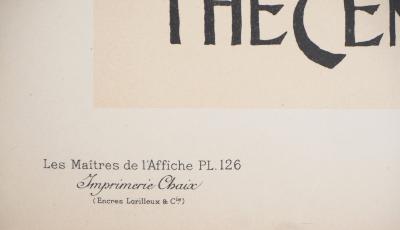 THE CEN
Les Maîtres de l'Affiche PL. 126
Imprimerie Chaix
(Encres Lorilleux & Cie)